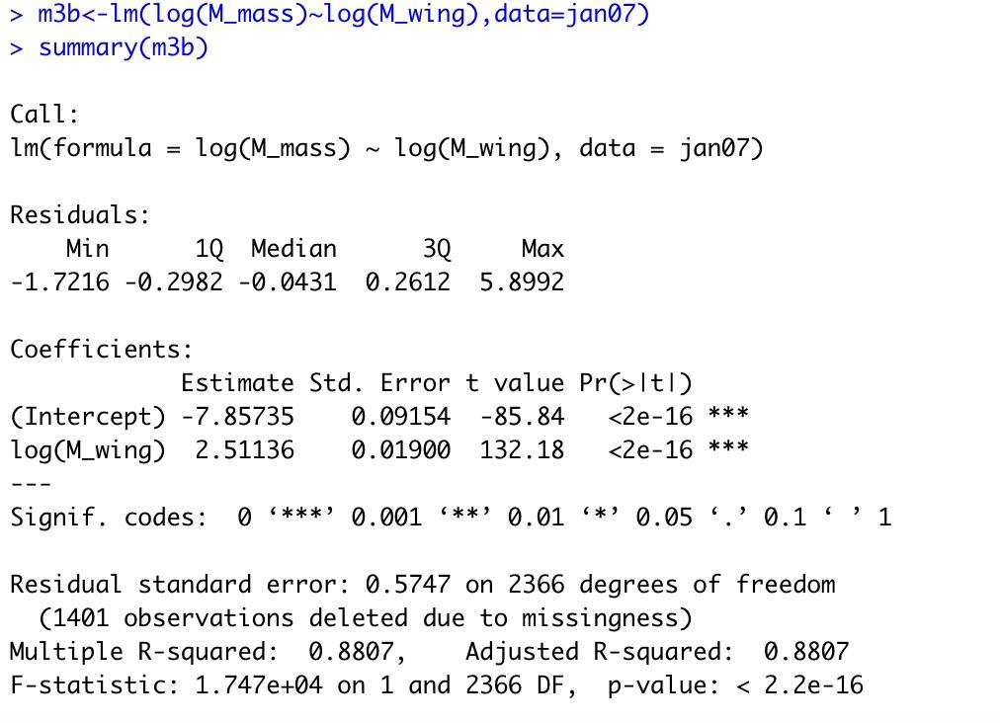 > m3b<-lm(log(M_mass)~log(M_wing),data=jan07)
> summary(m3b)
Call:
lm(formula = log(M_mass) ~ log(M_wing), data = jan07)
Residuals:
    Min      1Q  Median      3Q     Max
-1.7216 -0.2982 -0.0431  0.2612  5.8992
Coefficients:
            Estimate Std. Error t value Pr(>|t|)
(Intercept) -7.85735    0.09154  -85.84   <2e-16 ***
log(M_wing)  2.51136    0.01900  132.18   <2e-16 ***
---
Signif. codes:  0 ‘***’ 0.001 ‘**’ 0.01 ‘*’ 0.05 ‘.’ 0.1 ‘ ’ 1
Residual standard error: 0.5747 on 2366 degrees of freedom
  (1401 observations deleted due to missingness)
Multiple R-squared:  0.8807,    Adjusted R-squared:  0.8807
F-statistic: 1.747e+04 on 1 and 2366 DF,  p-value: < 2.2e-16